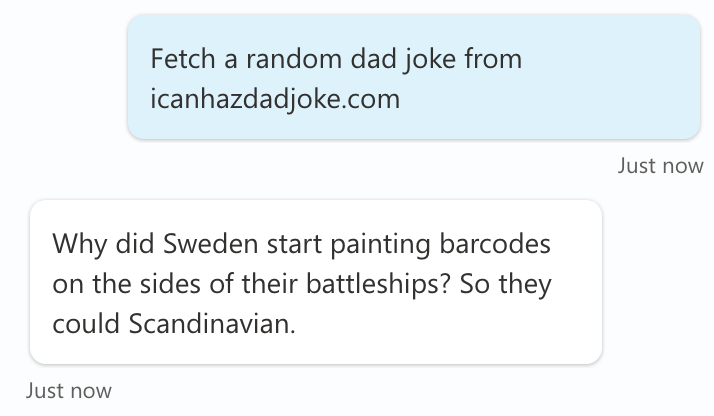 Fetch a random dad joke from
icanhazdadjoke.com
Just now
Why did Sweden start painting barcodes
on the sides of their battleships? So they
could Scandinavian.
Just now